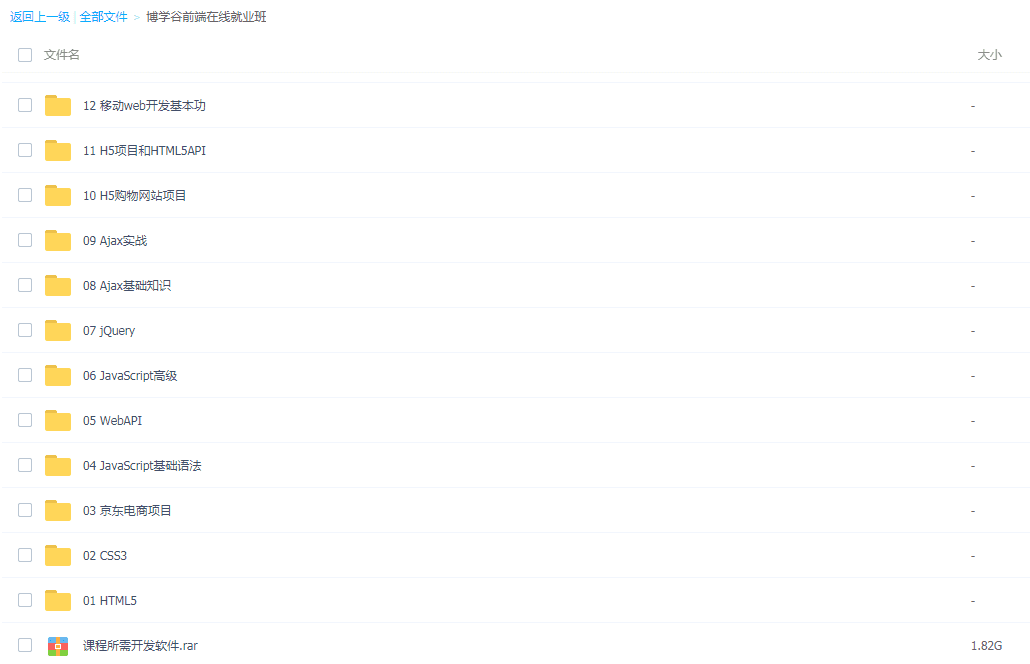 返回上一级 | 全部文件 > 博学谷前端在线就业班
文件名 大小
12 移动web开发基本功 -
11 H5项目和HTML5API -
10 H5购物网站项目 -
09 Ajax实战 -
08 Ajax基础知识 -
07 jQuery -
06 JavaScript高级 -
05 WebAPI -
04 JavaScript基础语法 -
03 京东电商项目 -
02 CSS3 -
01 HTML5 -
课程所需开发软件.rar 1.82G